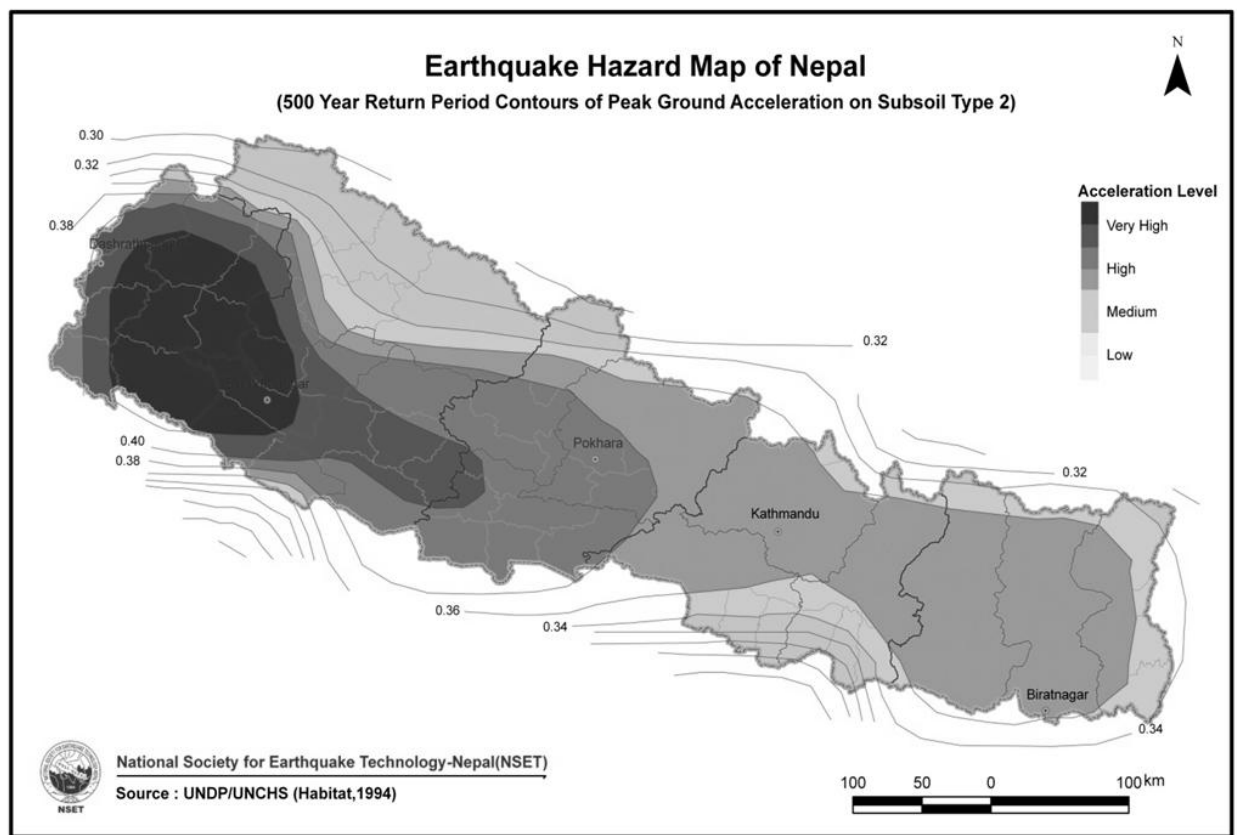 Earthquake Hazard Map of Nepal
(500 Year Return Period Contours of Peak Ground Acceleration on Subsoil Type 2)
N
0.30
0.32
0.38
Acceleration Level
Very High
High
Medium
Low
0.32
0.40
0.38
Pokhara
0.32
Kathmandu
0.36
0.34
Biratnagar
0.34
National Society for Earthquake Technology-Nepal(NSET)
Source : UNDP/UNCHS (Habitat,1994)
NSET
100 50 0 100 km